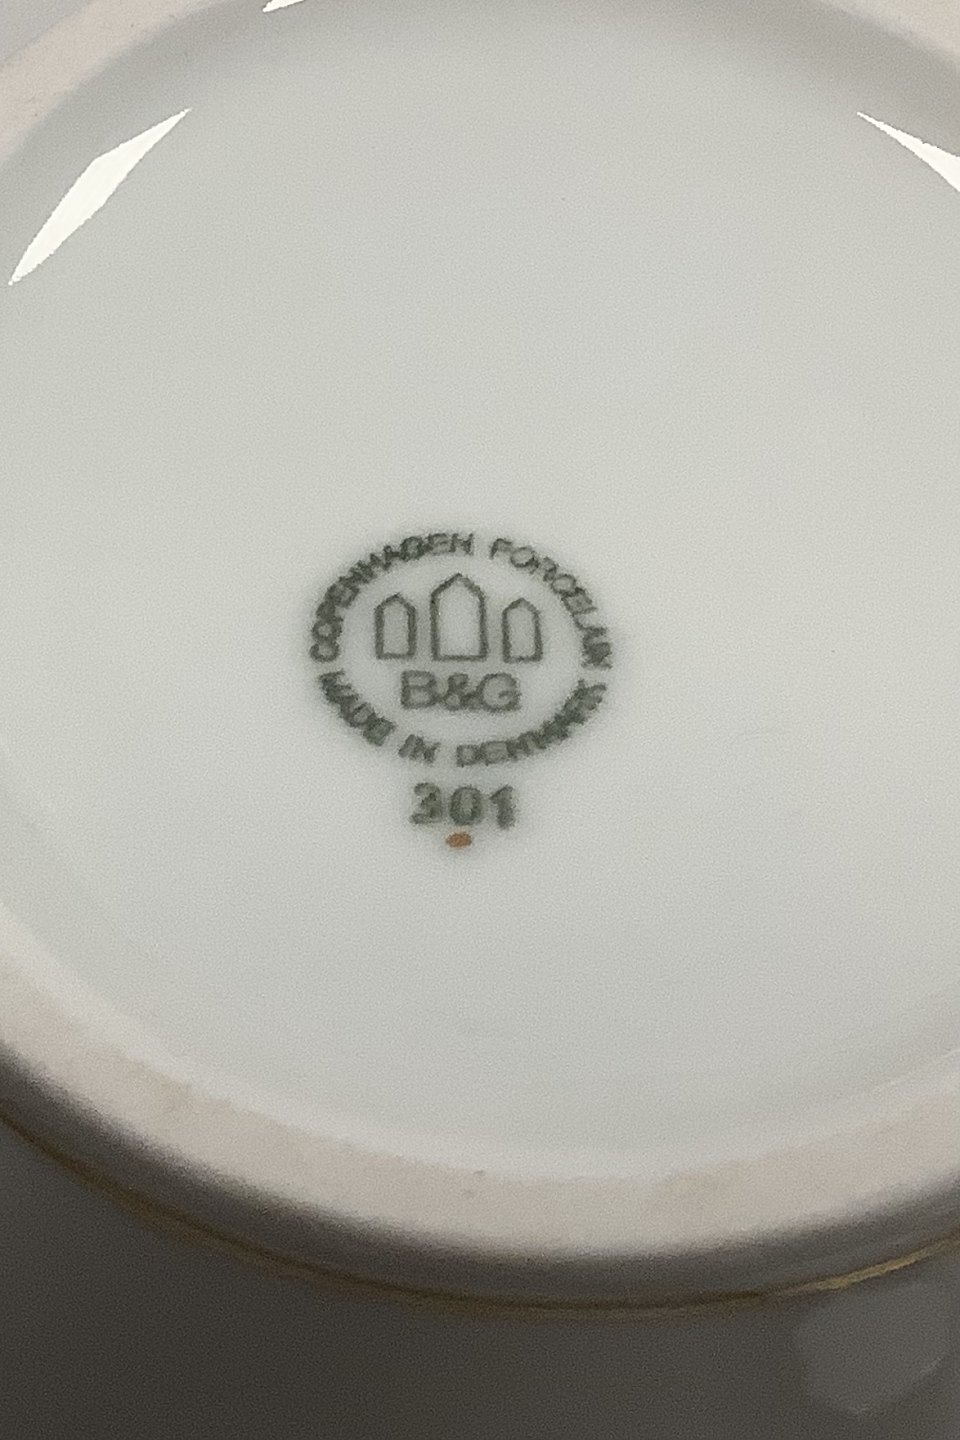 COPENHAGEN PORCELAIN
B&G
MADE IN DENMARK
301